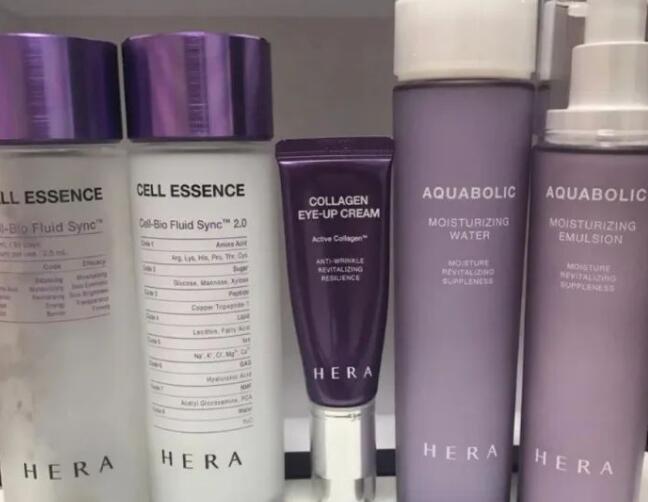 LL ESSENCE
ll-Bio Fluid Sync™
Code Efficacy
HERA
CELL ESSENCE
Cell-Bio Fluid Sync™ 2.0
Code 1 Amino Acid
Arg, Lys, His, Pro, Thr, Cys
Code 2 Sugar
Glucose, Mannose, Xylose
Code 3 Peptide
Copper Tripeptide-1
Code 4 Lipid
Lecithin, Fatty Acid
Code 5 Ion
Na⁺, K⁺, Cl⁻, Mg²⁺, Ca²⁺
Code 6 GAG
Hyaluronic Acid
Code 7 NMF
Acetyl Glucosamine, PCA
Code 8 Water
HERA
COLLAGEN
EYE-UP CREAM
Active Collagen™
ANTI-WRINKLE
REVITALIZING
RESILIENCE
HERA
AQUABOLIC
MOISTURIZING
WATER
MOISTURE
REVITALIZING
SUPPLENESS
HERA
AQUABOLIC
MOISTURIZING
EMULSION
MOISTURE
REVITALIZING
SUPPLENESS
HERA